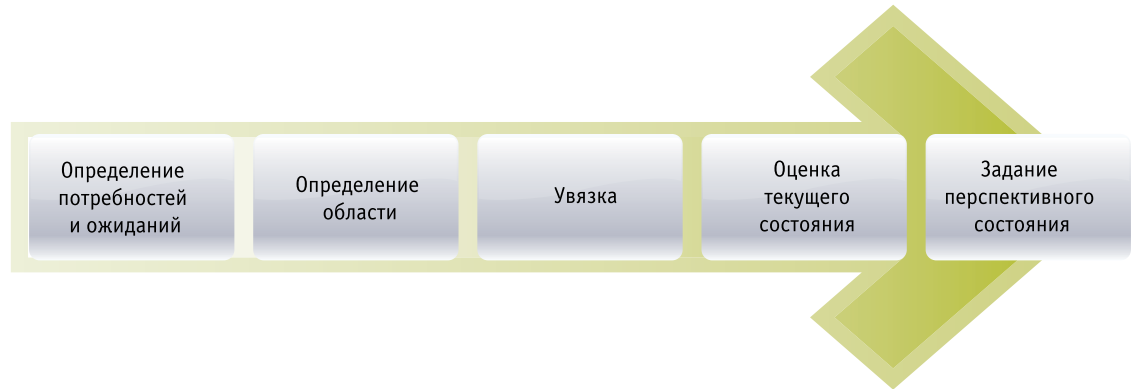 Определение
потребностей
и ожиданий
Определение
области
Увязка
Оценка
текущего
состояния
Задание
перспективного
состояния